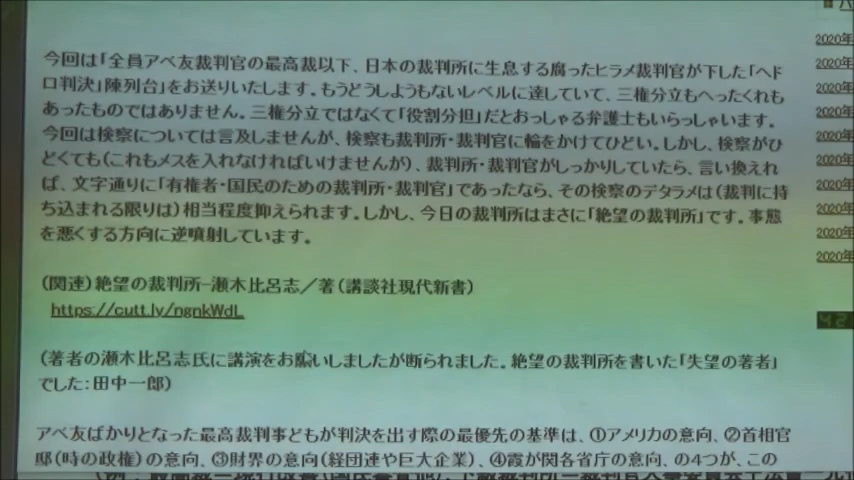 今回は「全員アベ友裁判官の最高裁以下、日本の裁判所に生息する腐ったヒラメ裁判官が下した「ヘド
ロ判決」陳列台」をお送りいたします。もうどうしようもないレベルに達していて、三権分立もへったくれも
あったものではありません。三権分立ではなくて「役割分担」だとおっしゃる弁護士もいらっしゃいます。
今回は検察については言及しませんが、検察も裁判所・裁判官に輪をかけてひどい。しかし、検察がひ
どくても(これもメスを入れなければいけませんが)、裁判所・裁判官がしっかりしていたら、言い換えれ
ば、文字通りに「有権者・国民のための裁判所・裁判官」であったなら、その検察のデタラメは(裁判に持
ち込まれる限りは)相当程度抑えられます。しかし、今日の裁判所はまさに「絶望の裁判所」です。事態
を悪くする方向に逆噴射しています。
(関連)絶望の裁判所-瀬木比呂志/著(講談社現代新書)
https://cutt.ly/ngnkWdL
(著者の瀬木比呂志氏に講演をお願いしましたが断られました。絶望の裁判所を書いた「失望の著者」
でした:田中一郎)
アベ友ばかりとなった最高裁判事どもが判決を出す際の最優先の基準は、①アメリカの意向、②首相官
邸(時の政権)の意向、③財界の意向(経団連や巨大企業)、④霞が関各省庁の意向、の4つが、この
2020年
2020年
2020年
2020年
2020年
2020年
2020年
2020年
2020年
2020年